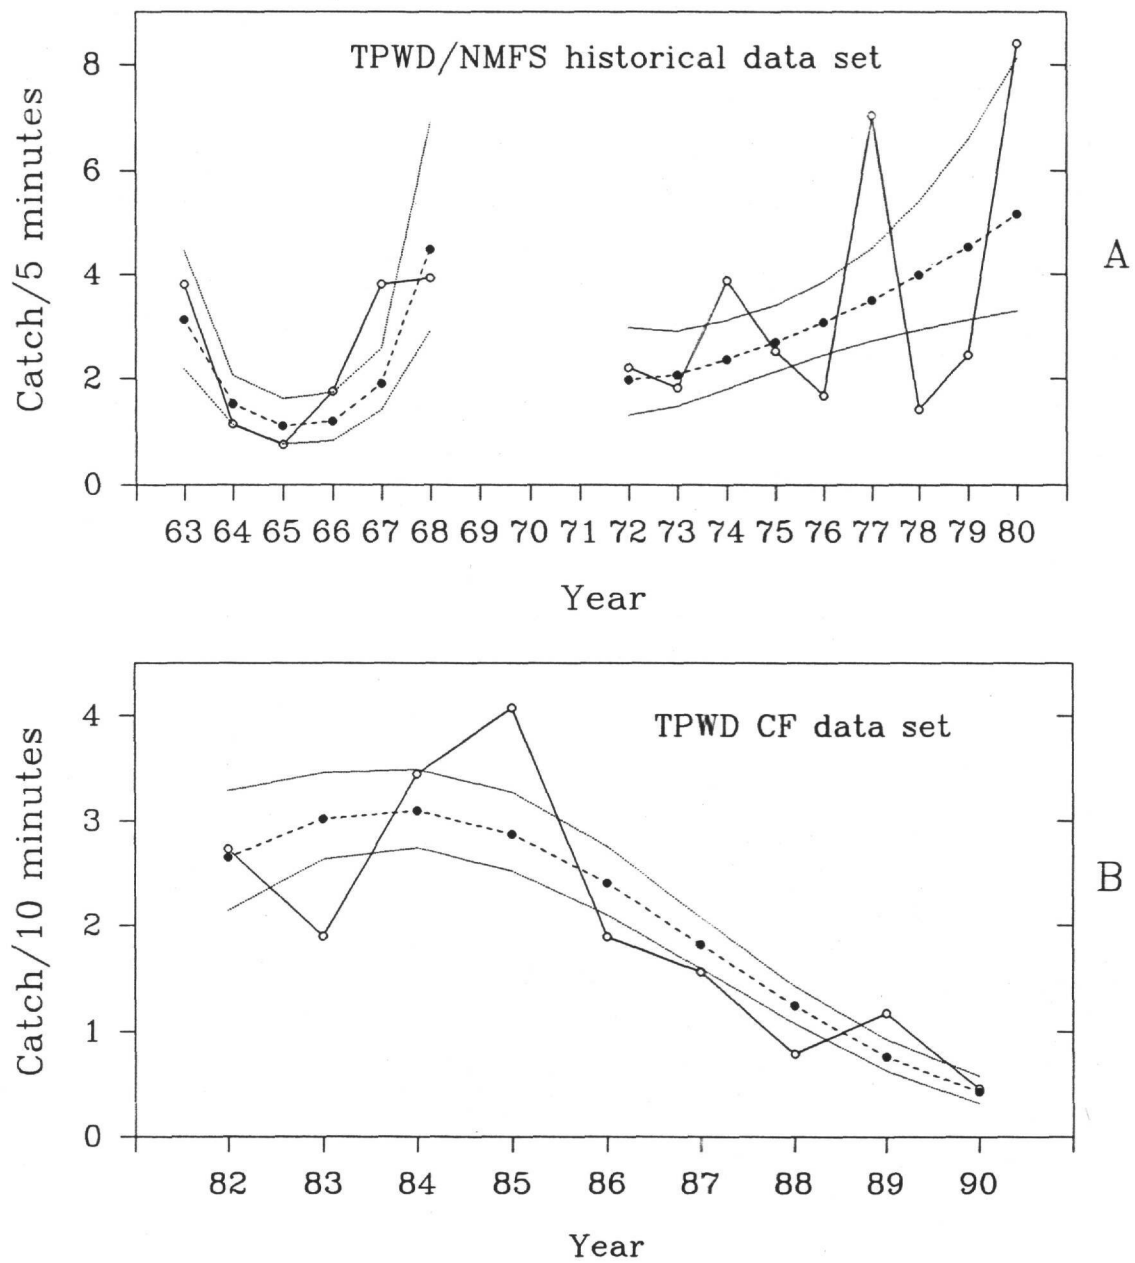 TPWD/NMFS historical data set
Catch/5 minutes
8
6
4
2
0
63 64 65 66 67 68 69 70 71 72 73 74 75 76 77 78 79 80
Year
A
TPWD CF data set
Catch/10 minutes
4
3
2
1
0
82 83 84 85 86 87 88 89 90
Year
B